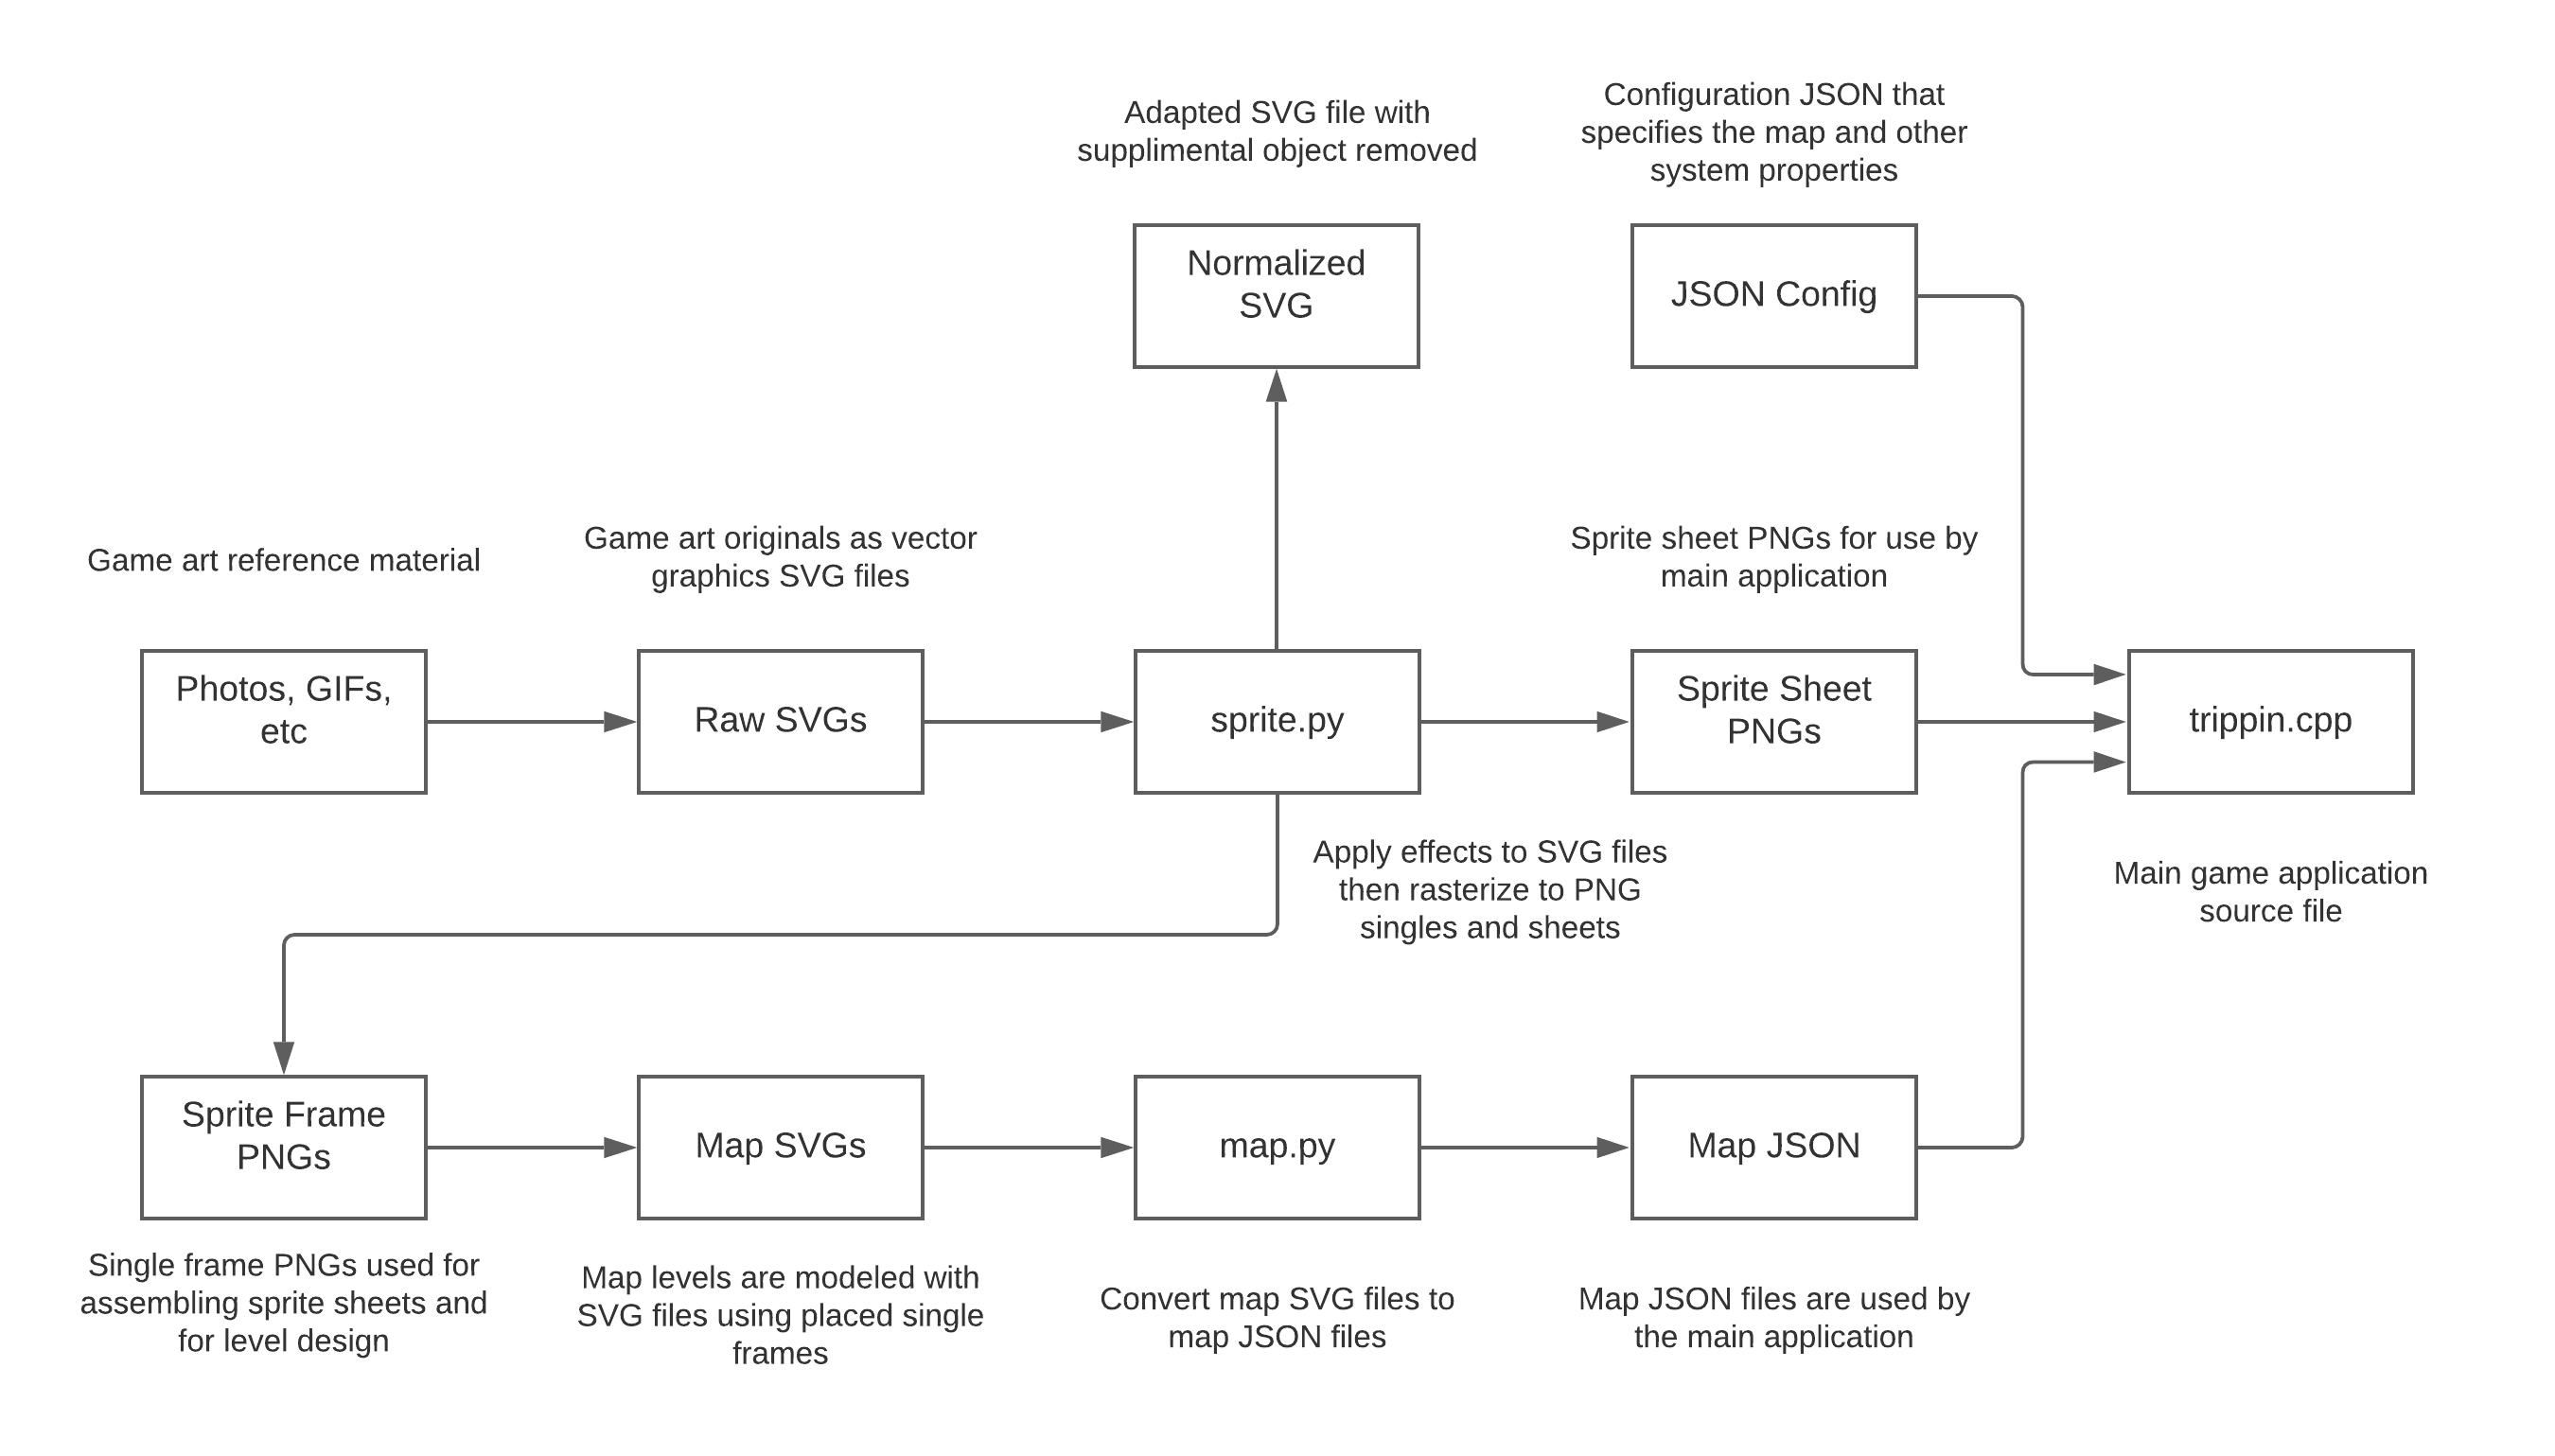 Adapted SVG file with
supplimental object removed
Configuration JSON that
specifies the map and other
system properties
Normalized
SVG
JSON Config
Game art reference material
Game art originals as vector
graphics SVG files
Sprite sheet PNGs for use by
main application
Photos, GIFs,
etc
Raw SVGs
sprite.py
Sprite Sheet
PNGs
trippin.cpp
Apply effects to SVG files
then rasterize to PNG
singles and sheets
Main game application
source file
Sprite Frame
PNGs
Map SVGs
map.py
Map JSON
Single frame PNGs used for
assembling sprite sheets and
for level design
Map levels are modeled with
SVG files using placed single
frames
Convert map SVG files to
map JSON files
Map JSON files are used by
the main application